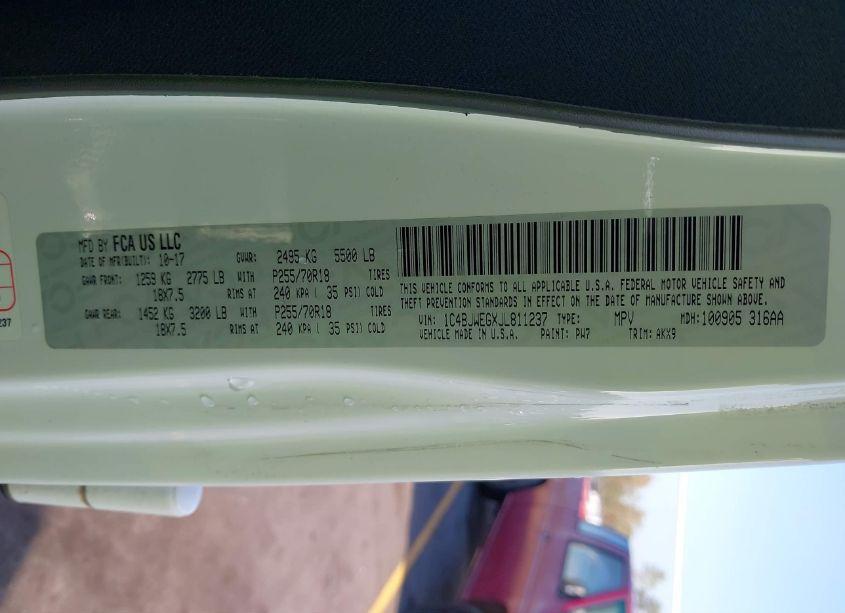 MFD BY FCA US LLC
DATE OF MFR(BUILT): 10-17 GVWR: 2495 KG 5500 LB
GAWR FRONT: 1259 KG 2775 LB WITH P255/70R18 TIRES
18X7.5 RIMS AT 240 KPA ( 35 PSI) COLD
GAWR REAR: 1452 KG 3200 LB WITH P255/70R18 TIRES
18X7.5 RIMS AT 240 KPA ( 35 PSI) COLD
THIS VEHICLE CONFORMS TO ALL APPLICABLE U.S.A. FEDERAL MOTOR VEHICLE SAFETY AND
THEFT PREVENTION STANDARDS IN EFFECT ON THE DATE OF MANUFACTURE SHOWN ABOVE.
VIN: 1C4BJWEGXJL811237 TYPE: MPV MDH: 100905 316AA
VEHICLE MADE IN U.S.A. PAINT: PW7 TRIM: AKX9
237